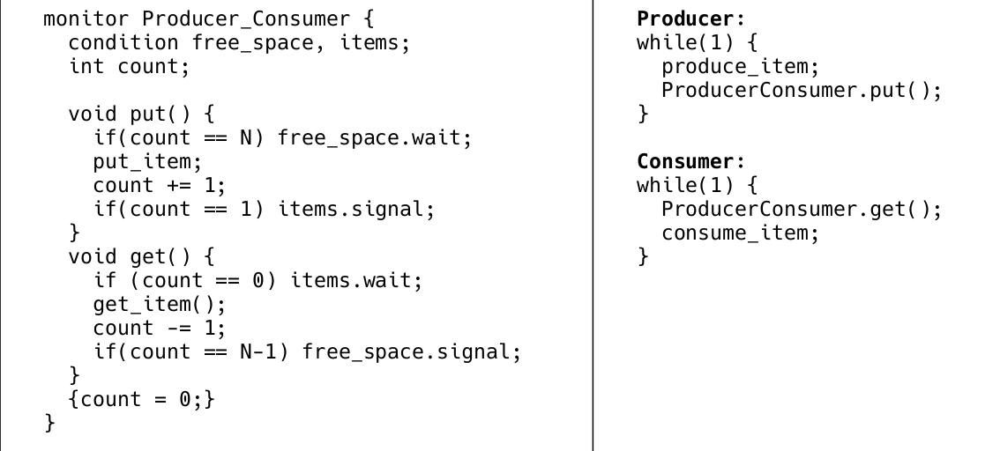 monitor Producer_Consumer {
condition free_space, items;
int count;
void put() {
if(count == N) free_space.wait;
put_item;
count += 1;
if(count == 1) items.signal;
}
void get() {
if (count == 0) items.wait;
get_item();
count -= 1;
if(count == N-1) free_space.signal;
}
{count = 0;}
}
Producer:
while(1) {
produce_item;
ProducerConsumer.put();
}
Consumer:
while(1) {
ProducerConsumer.get();
consume_item;
}